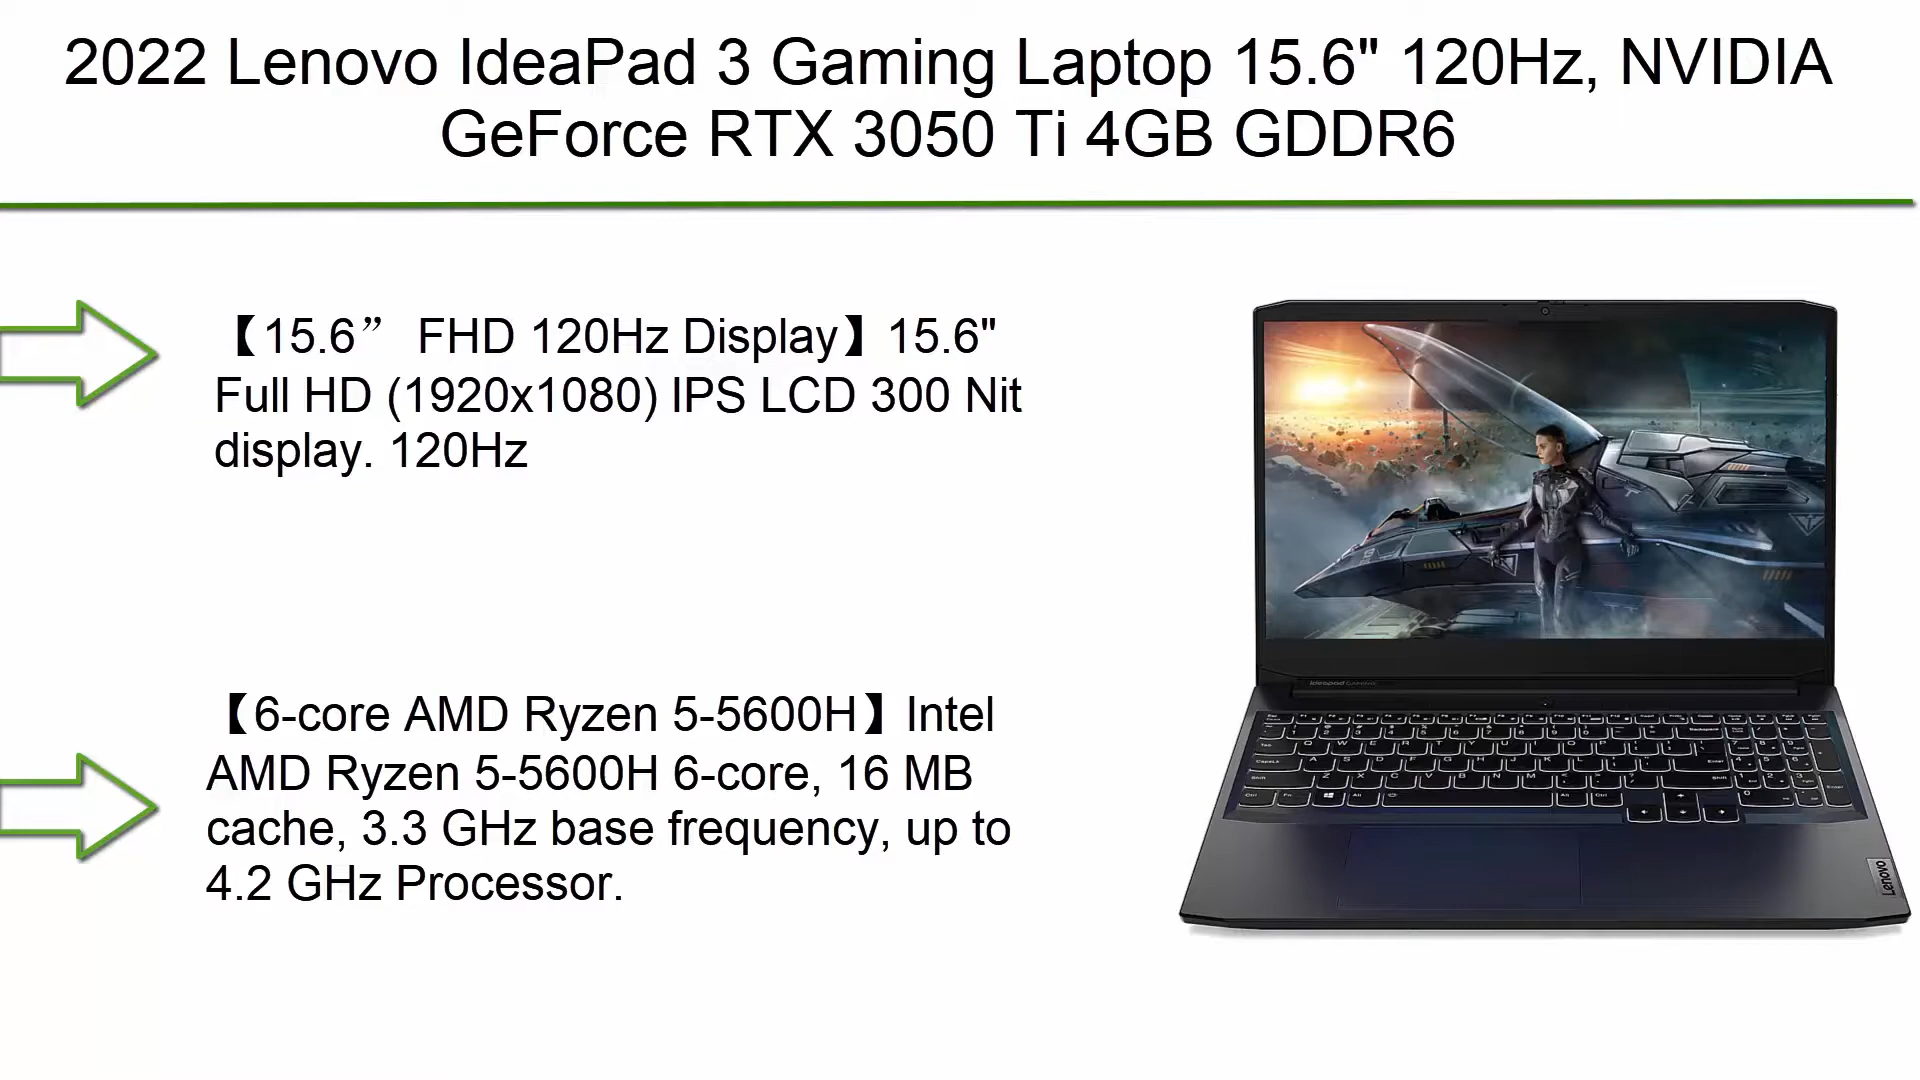 2022 Lenovo IdeaPad 3 Gaming Laptop 15.6" 120Hz, NVIDIA
GeForce RTX 3050 Ti 4GB GDDR6
【15.6” FHD 120Hz Display】15.6"
Full HD (1920x1080) IPS LCD 300 Nit
display. 120Hz
【6-core AMD Ryzen 5-5600H】Intel
AMD Ryzen 5-5600H 6-core, 16 MB
cache, 3.3 GHz base frequency, up to
4.2 GHz Processor.
Lenovo